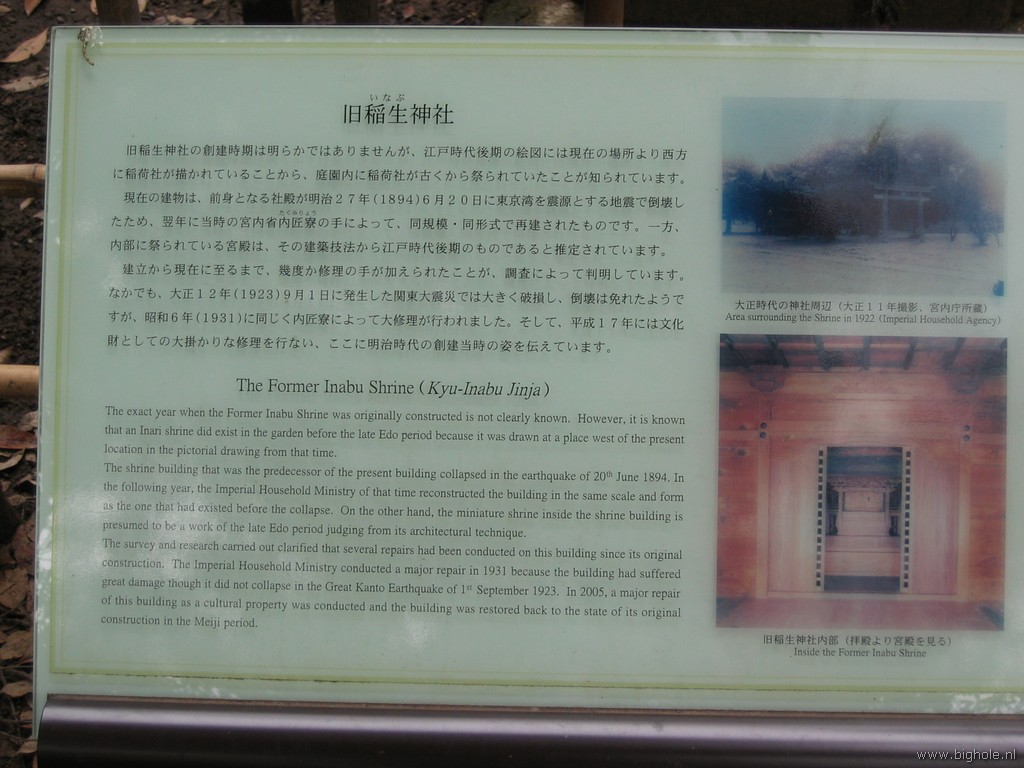 いなぶ
旧稲生神社
旧稲生神社の創建時期は明らかではありませんが、江戸時代後期の絵図には現在の場所より西方
に稲荷社が描かれていることから、庭園内に稲荷社が古くから祭られていたことが知られています。
現在の建物は、前身となる社殿が明治27年(1894)6月20日に東京湾を震源とする地震で倒壊し
たくみりょう
たため、翌年に当時の宮内省内匠寮の手によって、同規模・同形式で再建されたものです。一方、
内部に祭られている宮殿は、その建築技法から江戸時代後期のものであると推定されています。
建立から現在に至るまで、幾度か修理の手が加えられたことが、調査によって判明しています。
なかでも、大正12年(1923)9月1日に発生した関東大震災では大きく破損し、倒壊は免れたようで
すが、昭和6年(1931)に同じく内匠寮によって大修理が行われました。そして、平成17年には文化
財としての大掛かりな修理を行ない、ここに明治時代の創建当時の姿を伝えています。
The Former Inabu Shrine (Kyu-Inabu Jinja)
The exact year when the Former Inabu Shrine was originally constructed is not clearly known. However, it is known
that an Inari shrine did exist in the garden before the late Edo period because it was drawn at a place west of the present
location in the pictorial drawing from that time.
The shrine building that was the predecessor of the present building collapsed in the earthquake of 20th June 1894. In
the following year, the Imperial Household Ministry of that time reconstructed the building in the same scale and form
as the one that had existed before the collapse. On the other hand, the miniature shrine inside the shrine building is
presumed to be a work of the late Edo period judging from its architectural technique.
The survey and research carried out clarified that several repairs had been conducted on this building since its original
construction. The Imperial Household Ministry conducted a major repair in 1931 because the building had suffered
great damage though it did not collapse in the Great Kanto Earthquake of 1st September 1923. In 2005, a major repair
of this building as a cultural property was conducted and the building was restored back to the state of its original
construction in the Meiji period.
大正時代の神社周辺（大正11年撮影、宮内庁所蔵）
Area surrounding the Shrine in 1922 (Imperial Household Agency)
旧稲生神社内部（拝殿より宮殿を見る）
Inside the Former Inabu Shrine
www.bighole.nl